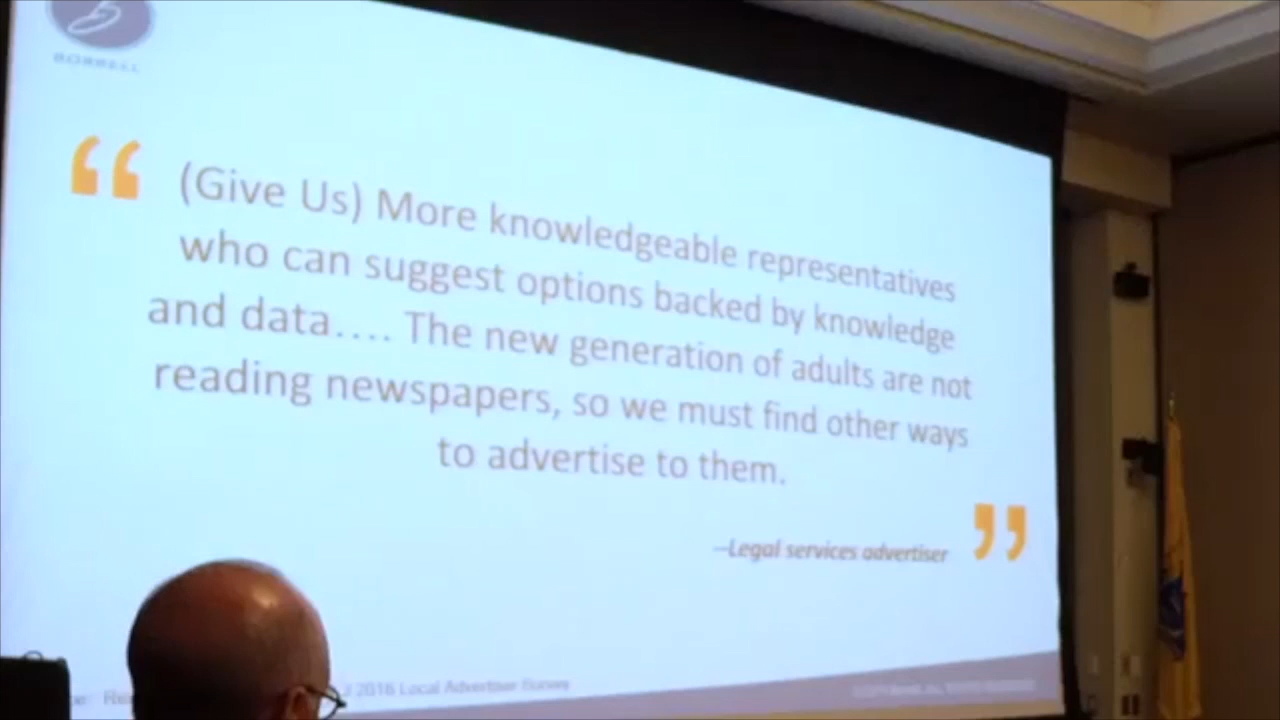 BORRELL
“ (Give Us) More knowledgeable representatives
who can suggest options backed by knowledge
and data.... The new generation of adults are not
reading newspapers, so we must find other ways
to advertise to them.
–Legal services advertiser ”
2016 Local Advertiser Survey